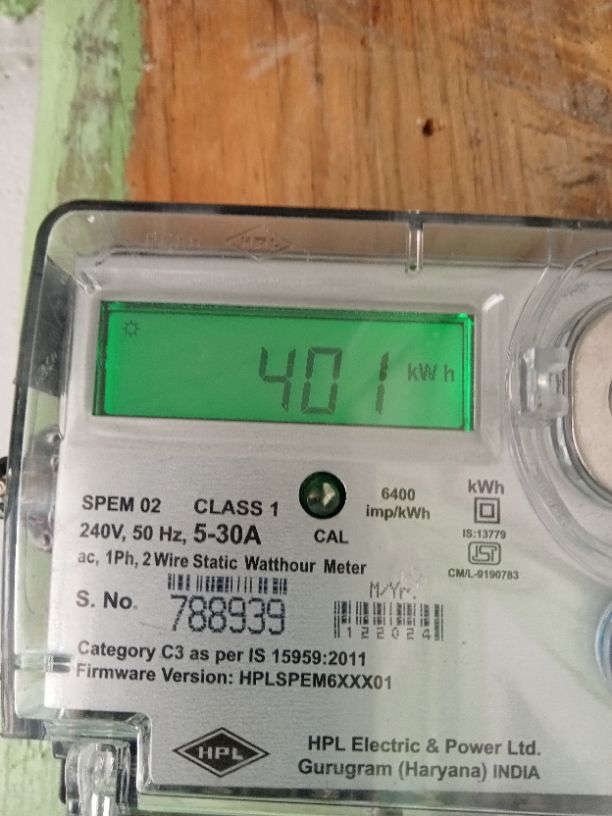 401 kWh
SPEM 02 CLASS 1
240V, 50 Hz, 5-30A
ac, 1Ph, 2 Wire Static Watthour Meter
CAL
6400
imp/kWh
kWh
IS:13779
ISI
CM/L-9190783
S. No. 788939
M/Yr.
122024
Category C3 as per IS 15959:2011
Firmware Version: HPLSPEM6XXX01
HPL
HPL Electric & Power Ltd.
Gurugram (Haryana) INDIA